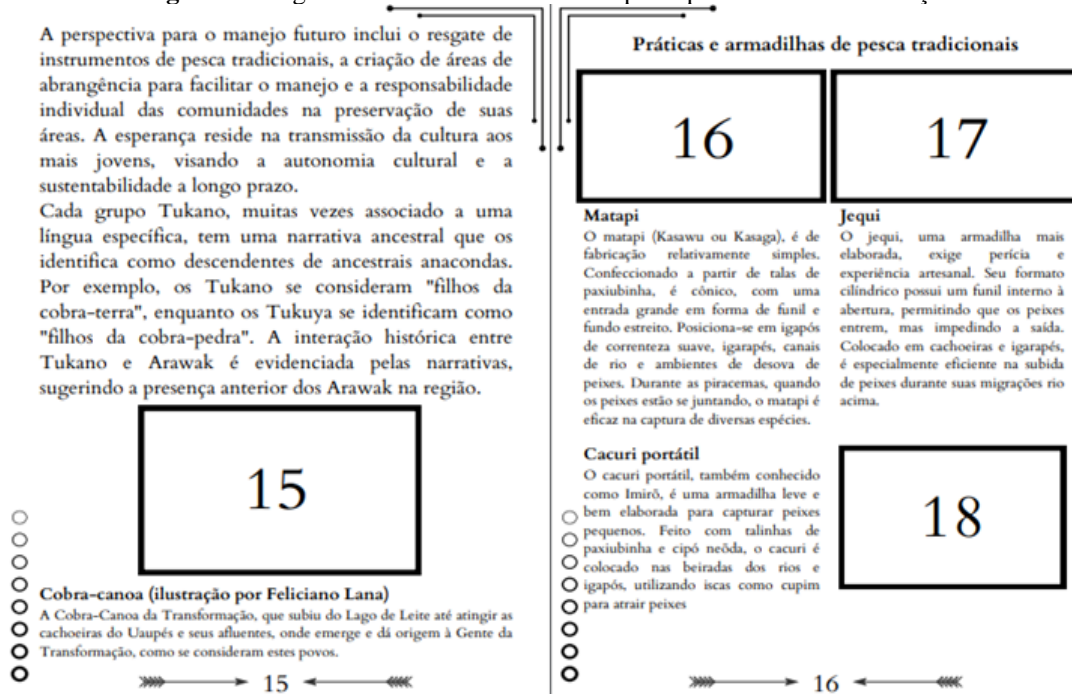 A perspectiva para o manejo futuro inclui o resgate de
instrumentos de pesca tradicionais, a criação de áreas de
abrangência para facilitar o manejo e a responsabilidade
individual das comunidades na preservação de suas
áreas. A esperança reside na transmissão da cultura aos
mais jovens, visando a autonomia cultural e a
sustentabilidade a longo prazo.
Cada grupo Tukano, muitas vezes associado a uma
língua específica, tem uma narrativa ancestral que os
identifica como descendentes de ancestrais anacondas.
Por exemplo, os Tukano se consideram "filhos da
cobra-terra", enquanto os Tukuya se identificam como
"filhos da cobra-pedra". A interação histórica entre
Tukano e Arawak é evidenciada pelas narrativas,
sugerindo a presença anterior dos Arawak na região.
15
Cobra-canoa (ilustração por Feliciano Lana)
A Cobra-Canoa da Transformação, que subiu do Lago de Leite até atingir as
cachoeiras do Uaupés e seus afluentes, onde emerge e dá origem à Gente da
Transformação, como se consideram estes povos.
15
Práticas e armadilhas de pesca tradicionais
16
17
Matapi
O matapi (Kasawu ou Kasaga), é de
fabricação relativamente simples.
Confeccionado a partir de talas de
paxiubinha, é cônico, com uma
entrada grande em forma de funil e
fundo estreito. Posiciona-se em igapós
de correnteza suave, igarapés, canais
de rio e ambientes de desova de
peixes. Durante as piracemas, quando
os peixes estão se juntando, o matapi é
eficaz na captura de diversas espécies.
Jequi
O jequi, uma armadilha mais
elaborada, exige perícia e
experiência artesanal. Seu formato
cilíndrico possui um funil interno à
abertura, permitindo que os peixes
entrem, mas impedindo a saída.
Colocado em cachoeiras e igarapés,
é especialmente eficiente na subida
de peixes durante suas migrações rio
acima.
Cacuri portátil
O cacuri portátil, também conhecido
como Imirõ, é uma armadilha leve e
bem elaborada para capturar peixes
pequenos. Feito com talinhas de
paxiubinha e cipó neõda, o cacuri é
colocado nas beiradas dos rios e
igapós, utilizando iscas como cupim
para atrair peixes
18
16